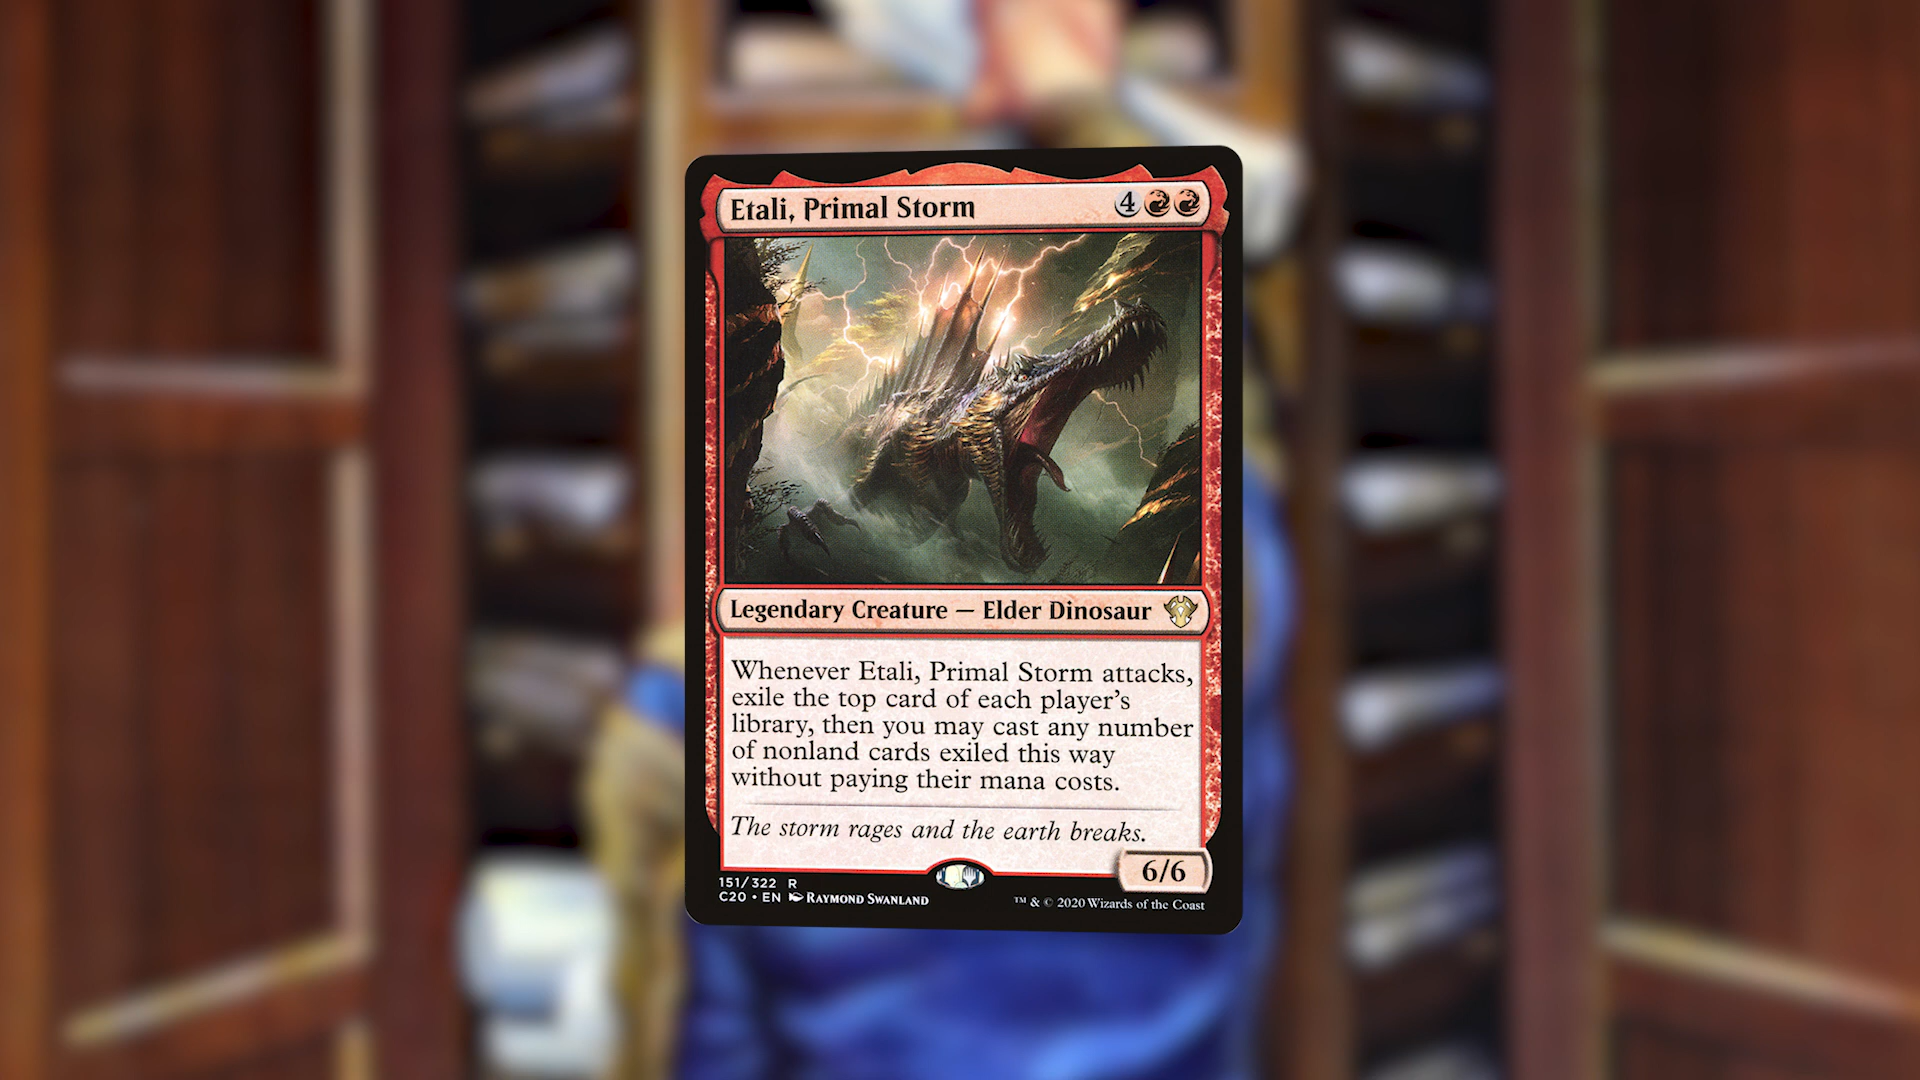 Etali, Primal Storm
4
Legendary Creature — Elder Dinosaur
Whenever Etali, Primal Storm attacks,
exile the top card of each player’s
library, then you may cast any number
of nonland cards exiled this way
without paying their mana costs.
The storm rages and the earth breaks.
6/6
151/322 R
C20 • EN Raymond Swanland
™ & © 2020 Wizards of the Coast